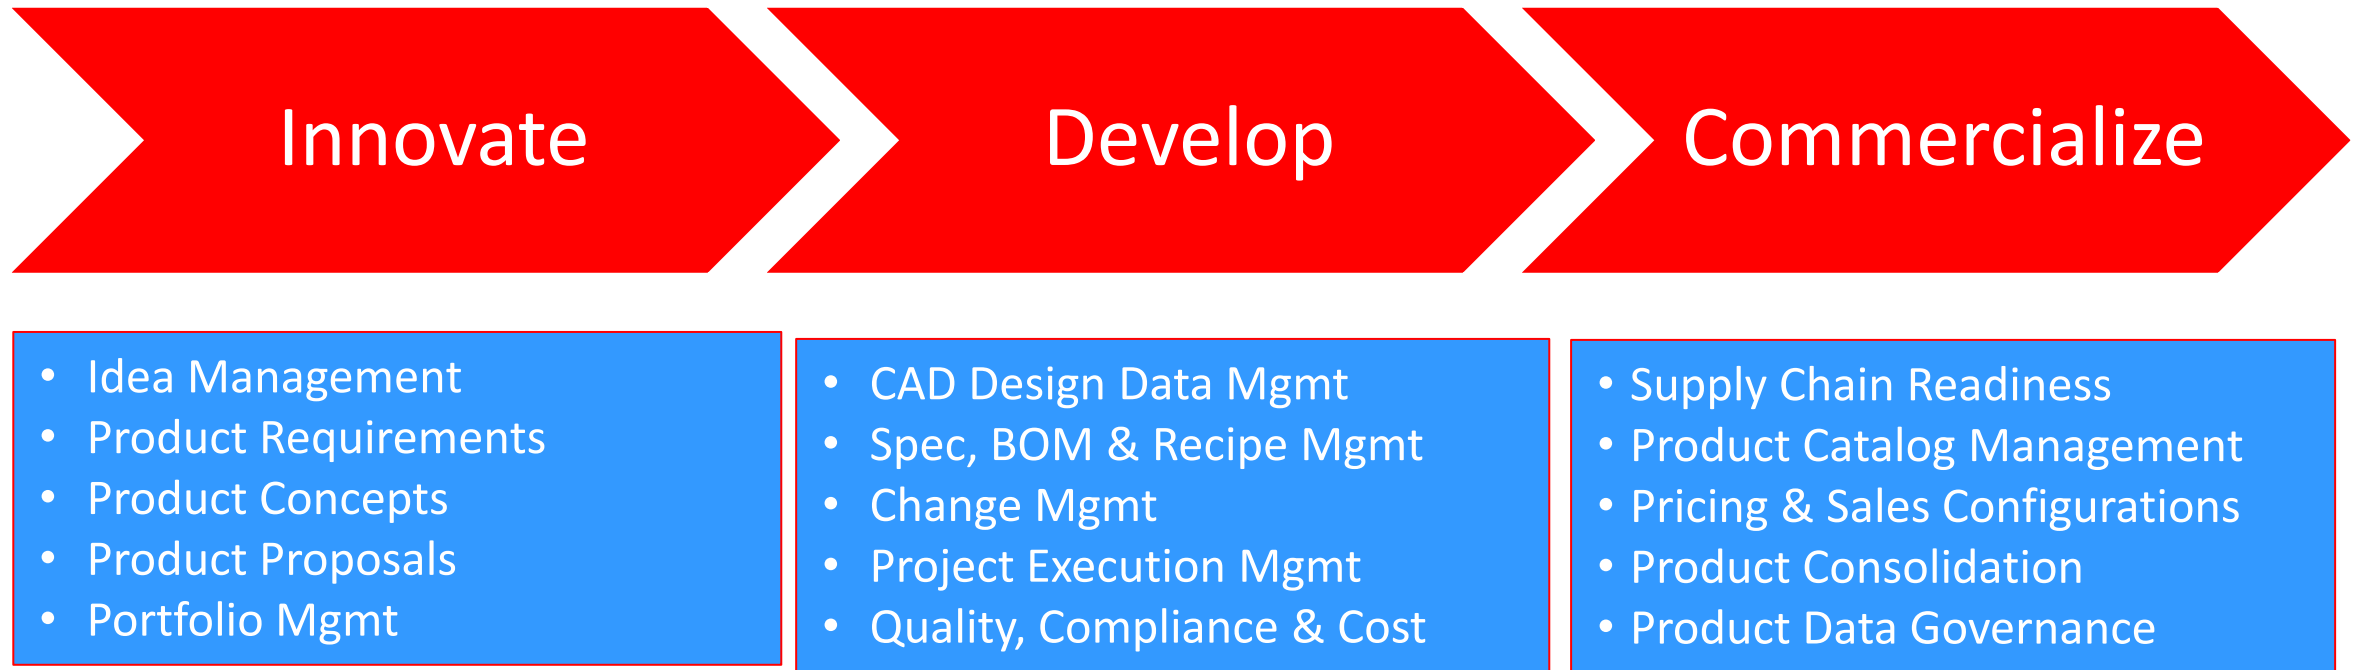 Innovate
Develop
Commercialize
• Idea Management
• Product Requirements
• Product Concepts
• Product Proposals
• Portfolio Mgmt
• CAD Design Data Mgmt
• Spec, BOM & Recipe Mgmt
• Change Mgmt
• Project Execution Mgmt
• Quality, Compliance & Cost
• Supply Chain Readiness
• Product Catalog Management
• Pricing & Sales Configurations
• Product Consolidation
• Product Data Governance